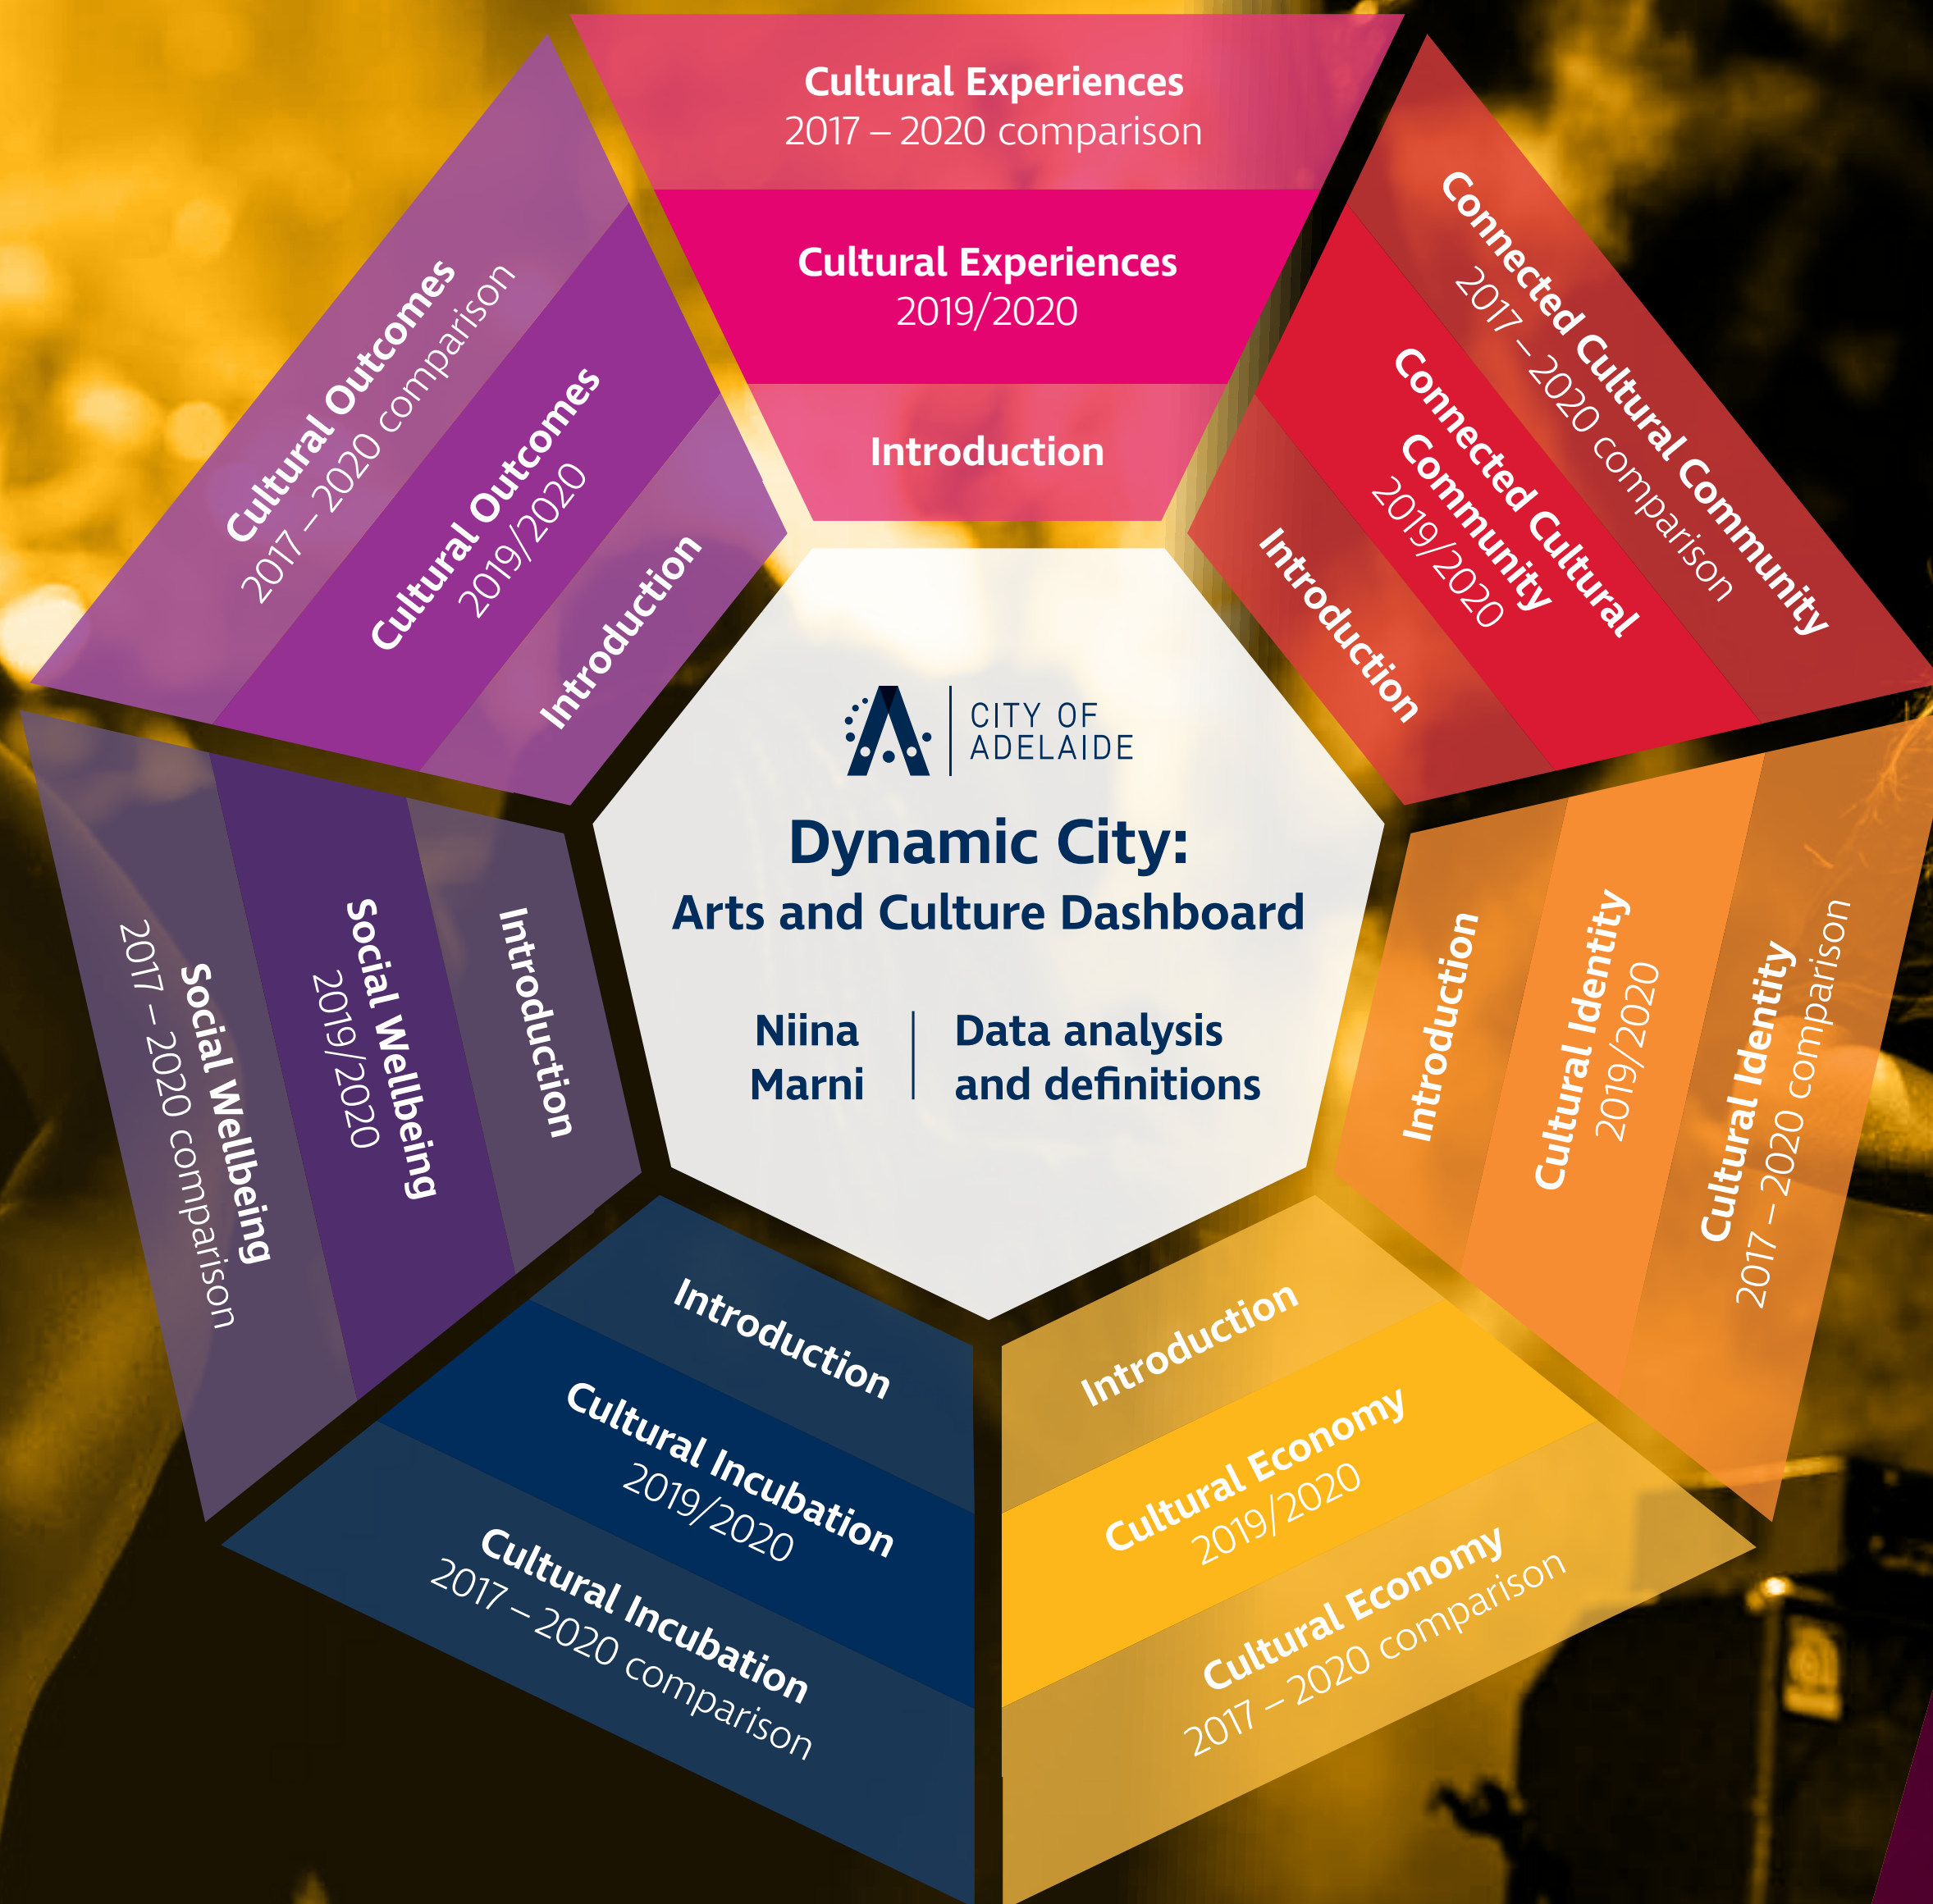 Cultural Experiences
2017 – 2020 comparison
Cultural Experiences
2019/2020
Introduction
Connected Cultural Community
2017 – 2020 comparison
Connected Cultural
Community
2019/2020
Introduction
Cultural Identity
2017 – 2020 comparison
Cultural Identity
2019/2020
Introduction
Introduction
Cultural Economy
2019/2020
Cultural Economy
2017 – 2020 comparison
Introduction
Cultural Incubation
2019/2020
Cultural Incubation
2017 – 2020 comparison
Social Wellbeing
2017 – 2020 comparison
Social Wellbeing
2019/2020
Introduction
Cultural Outcomes
2017 – 2020 comparison
Cultural Outcomes
2019/2020
Introduction
CITY OF
ADELAIDE
Dynamic City:
Arts and Culture Dashboard
Niina
Marni
Data analysis
and definitions